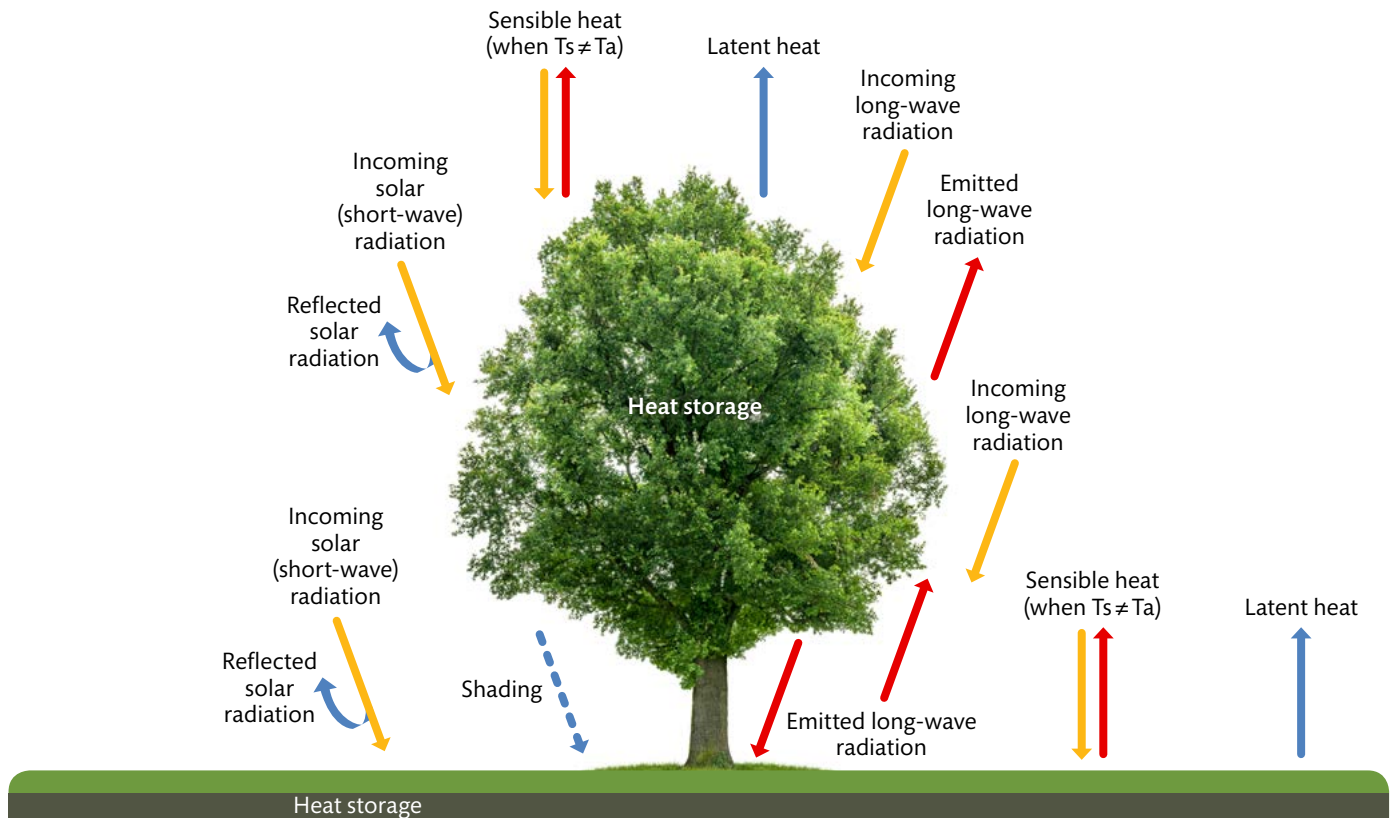 Sensible heat
(when Ts ≠ Ta)
Latent heat
Incoming
long-wave
radiation
Incoming
solar
(short-wave)
radiation
Emitted
long-wave
radiation
Reflected
solar
radiation
Heat storage
Incoming
long-wave
radiation
Incoming
solar
(short-wave)
radiation
Sensible heat
(when Ts ≠ Ta)
Latent heat
Reflected
solar
radiation
Shading
Emitted long-wave
radiation
Heat storage